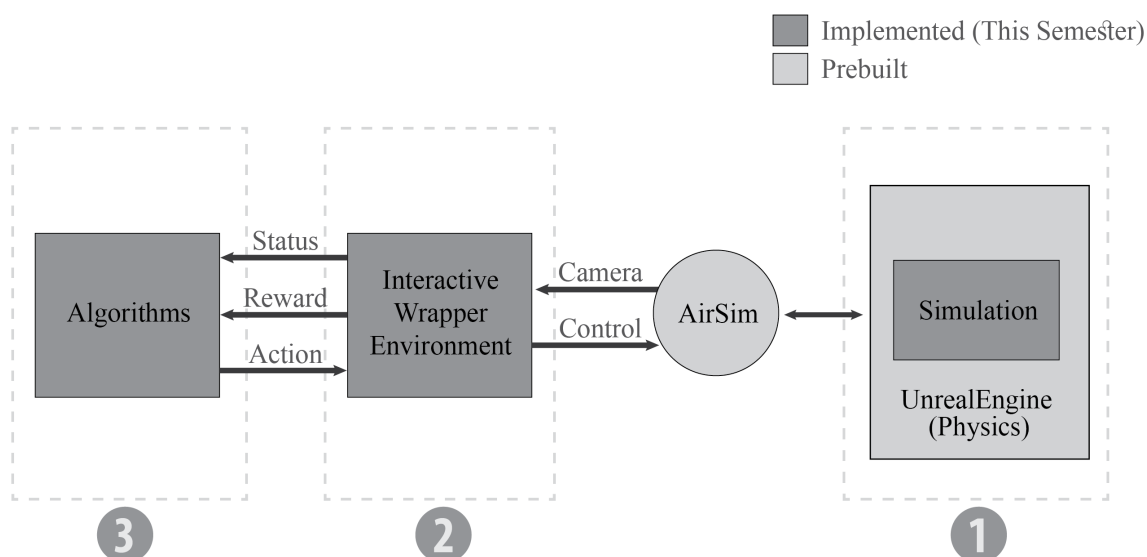 Implemented (This Semester)
Prebuilt
Status
Reward
Action
Algorithms
Interactive
Wrapper
Environment
Camera
Control
AirSim
Simulation
UnrealEngine
(Physics)
3
2
1